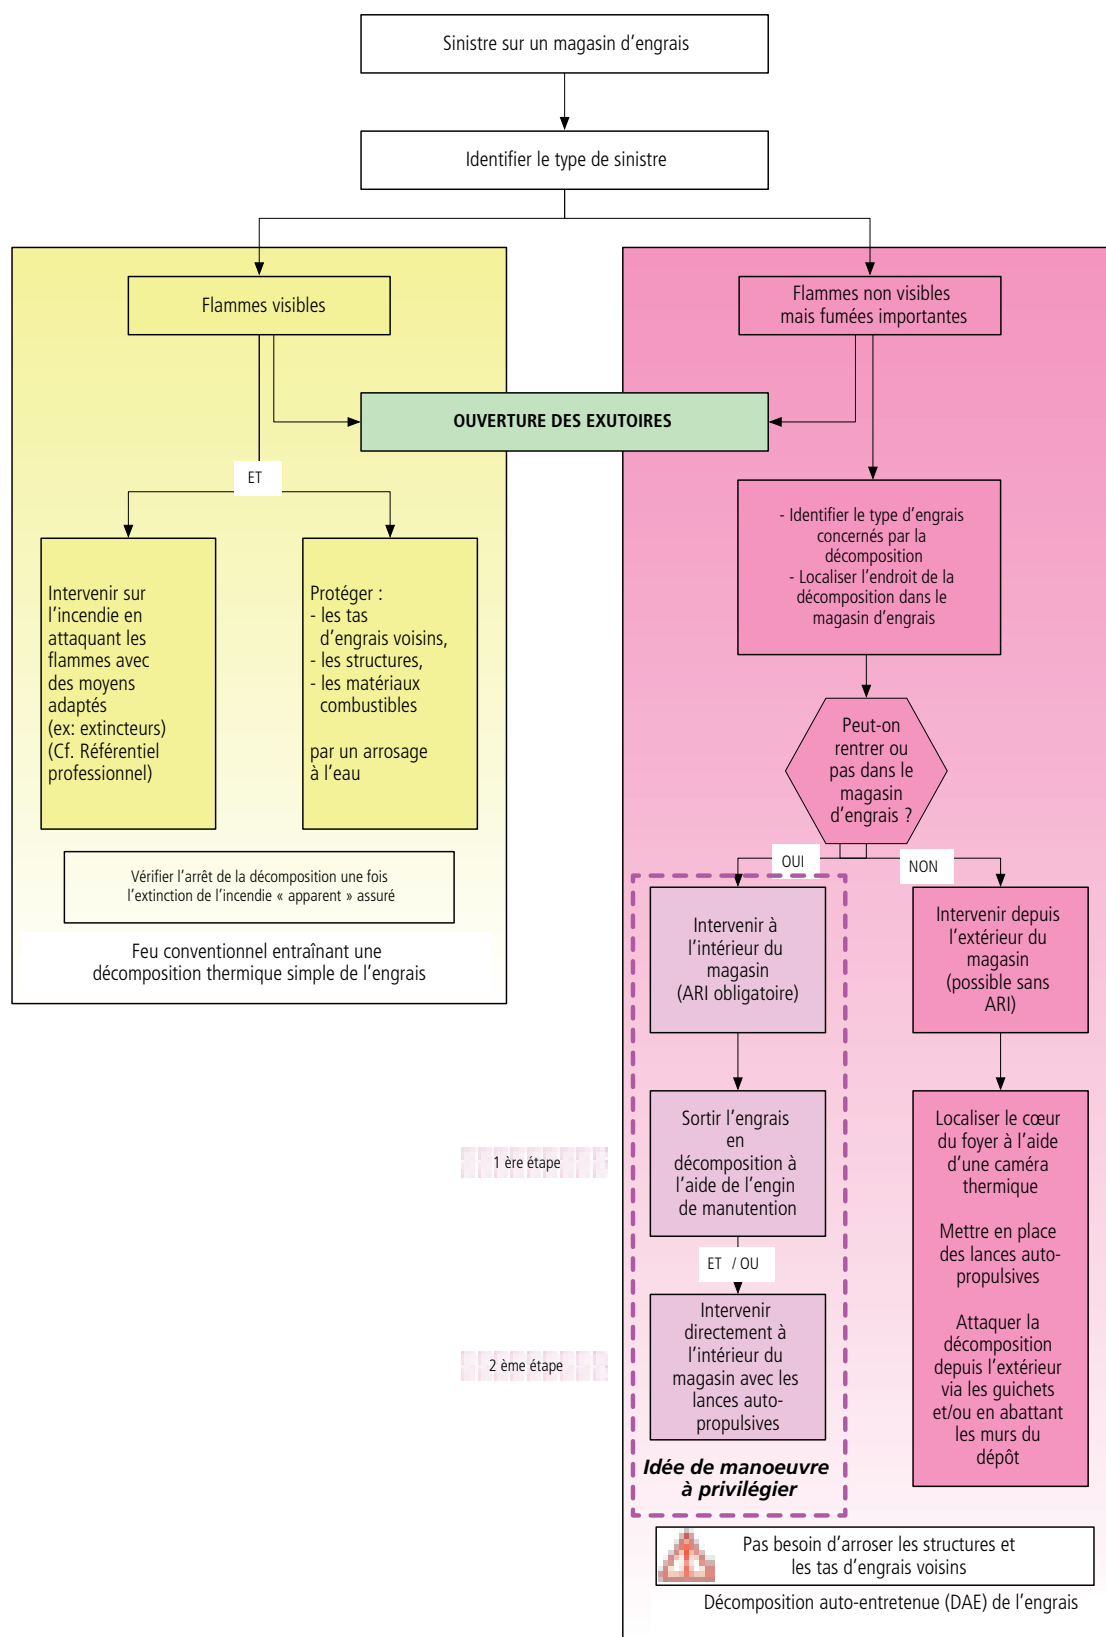 Sinistre sur un magasin d'engrais
Identifier le type de sinistre
Flammes visibles
Flammes non visibles
mais fumées importantes
OUVERTURE DES EXUTOIRES
ET
Intervenir sur
l'incendie en
attaquant les
flammes avec
des moyens
adaptés
(ex: extincteurs)
(Cf. Référentiel
professionnel)
Protéger :
- les tas
d'engrais voisins,
- les structures,
- les matériaux
combustibles
par un arrosage
à l'eau
Vérifier l'arrêt de la décomposition une fois
l'extinction de l'incendie « apparent » assuré
Feu conventionnel entraînant une
décomposition thermique simple de l'engrais
- Identifier le type d'engrais
concernés par la
décomposition
- Localiser l'endroit de la
décomposition dans le
magasin d'engrais
Peut-on
rentrer ou
pas dans le
magasin
d'engrais ?
OUI
NON
Intervenir à
l'intérieur du
magasin
(ARI obligatoire)
Intervenir depuis
l'extérieur du
magasin
(possible sans
ARI)
1 ère étape
Sortir l'engrais
en
décomposition à
l'aide de l'engin
de manutention
ET / OU
2 ème étape
Intervenir
directement à
l'intérieur du
magasin avec les
lances auto-
propulsives
Idée de manoeuvre
à privilégier
Localiser le cœur
du foyer à l'aide
d'une caméra
thermique
Mettre en place
des lances auto-
propulsives
Attaquer la
décomposition
depuis l'extérieur
via les guichets
et/ou en abattant
les murs du
dépôt
Pas besoin d'arroser les structures et
les tas d'engrais voisins
Décomposition auto-entretenue (DAE) de l'engrais